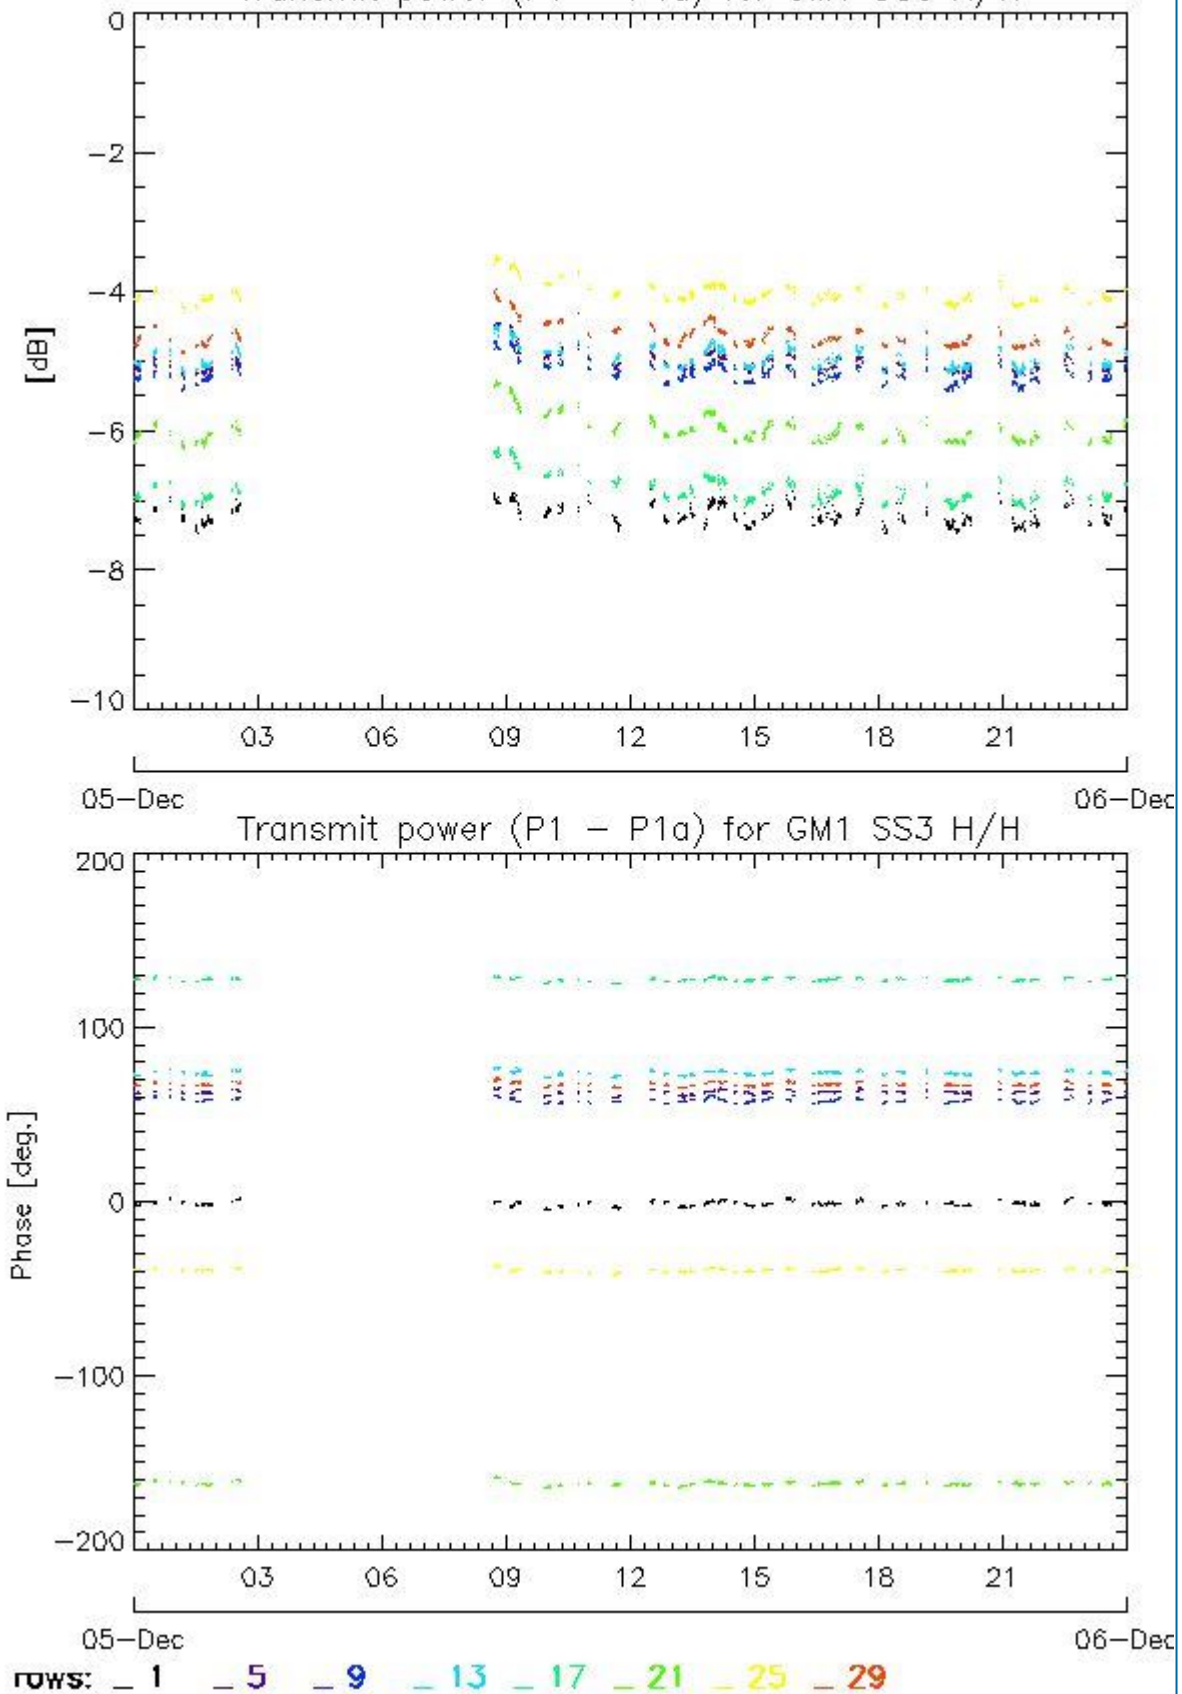 0
−2
−4
[dB]
−6
−8
−10
03 06 09 12 15 18 21
05−Dec 06−Dec
Transmit power (P1 − P1a) for GM1 SS3 H/H
200
100
0
Phase [deg.]
−100
−200
03 06 09 12 15 18 21
05−Dec 06−Dec
rows: _ 1 _ 5 _ 9 _ 13 _ 17 _ 21 _ 25 _ 29